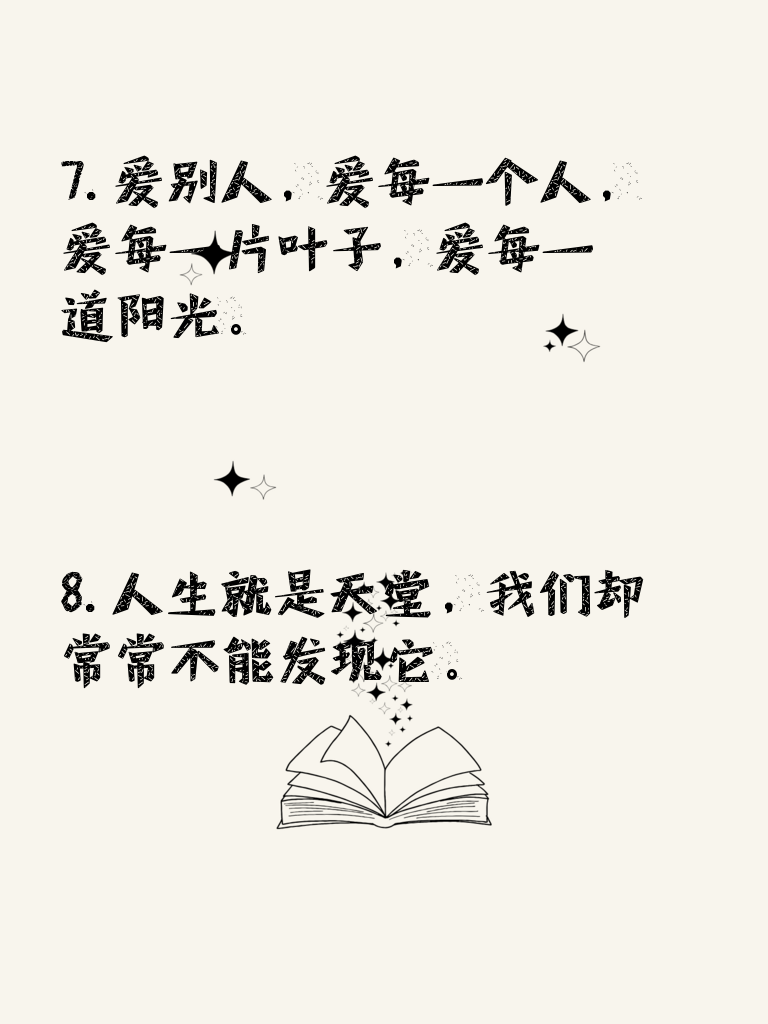 7. 爱别人，爱每一个人，
爱每一片叶子，爱每一
道阳光。
8. 人生就是天堂，我们却
常常不能发现它。